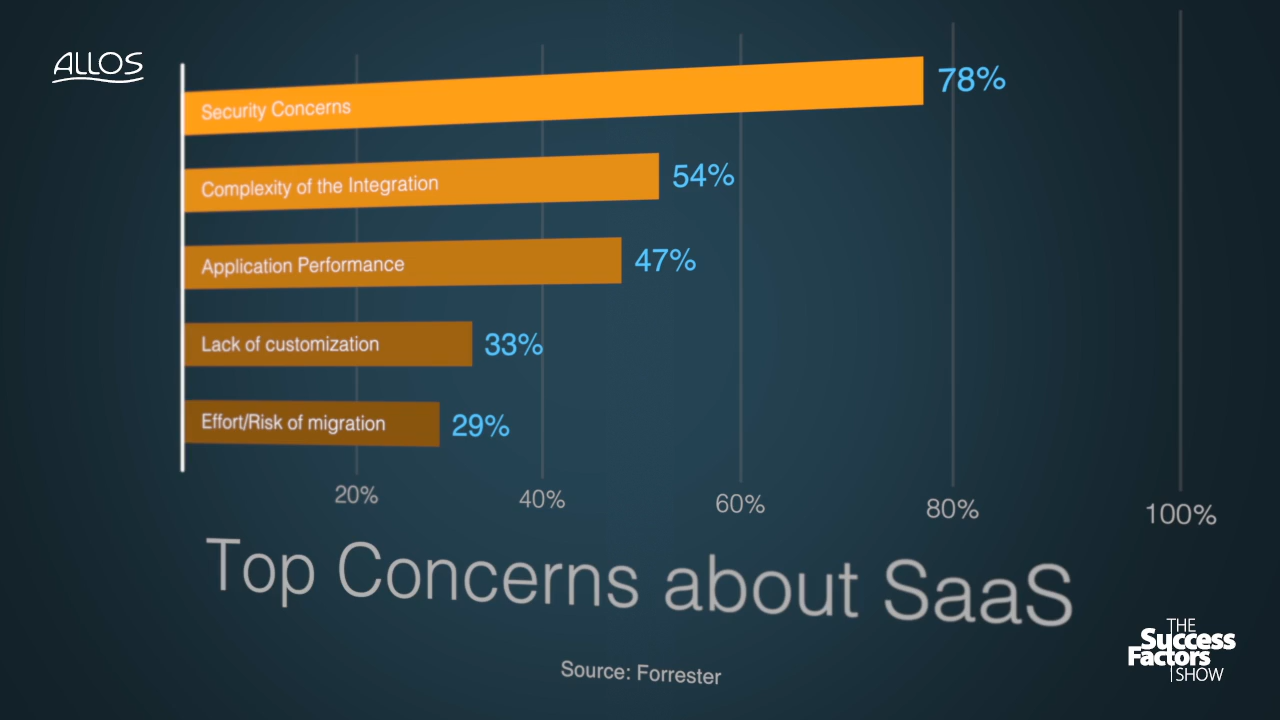 ALLOS
Security Concerns 78%
Complexity of the Integration 54%
Application Performance 47%
Lack of customization 33%
Effort/Risk of migration 29%
20% 40% 60% 80% 100%
Top Concerns about SaaS
Source: Forrester
THE
Success
Factors
SHOW